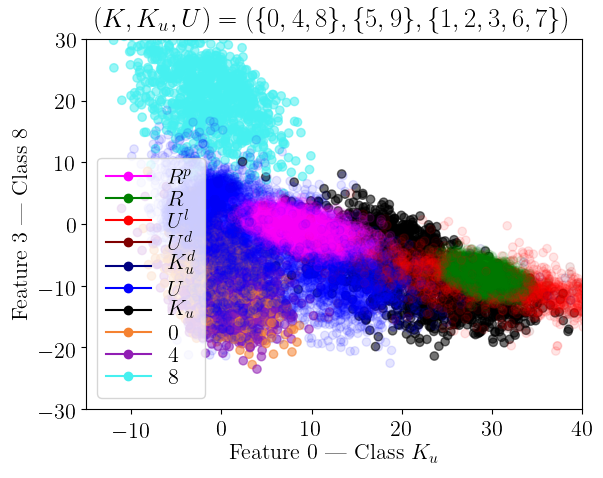 (K, K_u, U) = ({0, 4, 8}, {5, 9}, {1, 2, 3, 6, 7})
30
20
10
0
−10
−20
−30
Feature 3 — Class 8
R^p
R
U^l
U^d
K_u^d
U
K_u
0
4
8
−10
0
10
20
30
40
Feature 0 — Class K_u